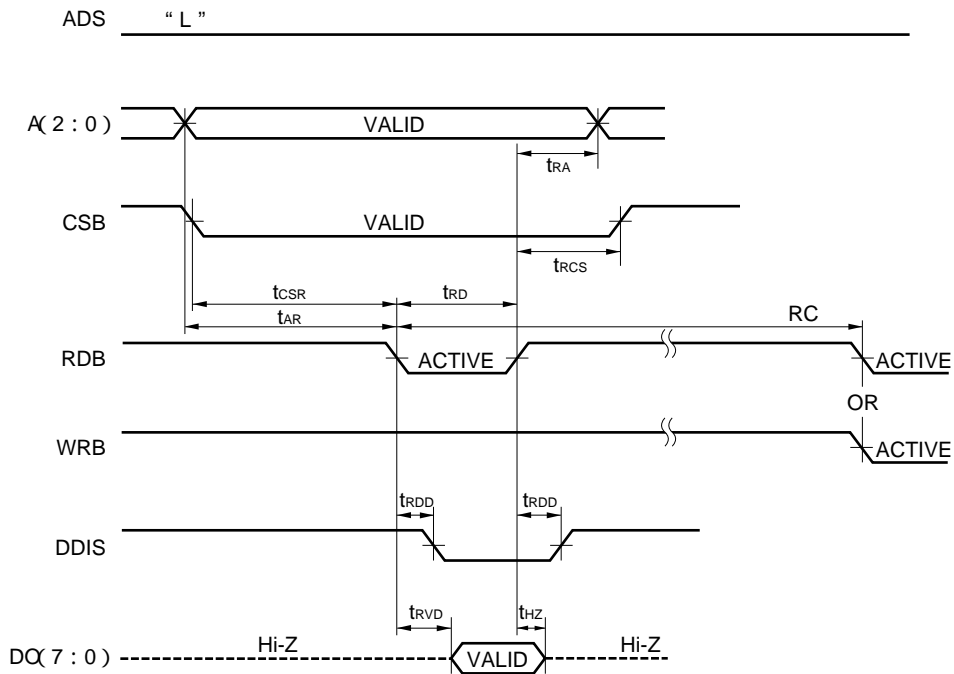 ADS "L"
A(2:0) VALID
tRA
CSB VALID
tRCS
tCSR tRD
tAR RC
RDB ACTIVE ACTIVE
OR
WRB ACTIVE
tRDD tRDD
DDIS
tRVD tHZ
DO(7:0) Hi-Z VALID Hi-Z